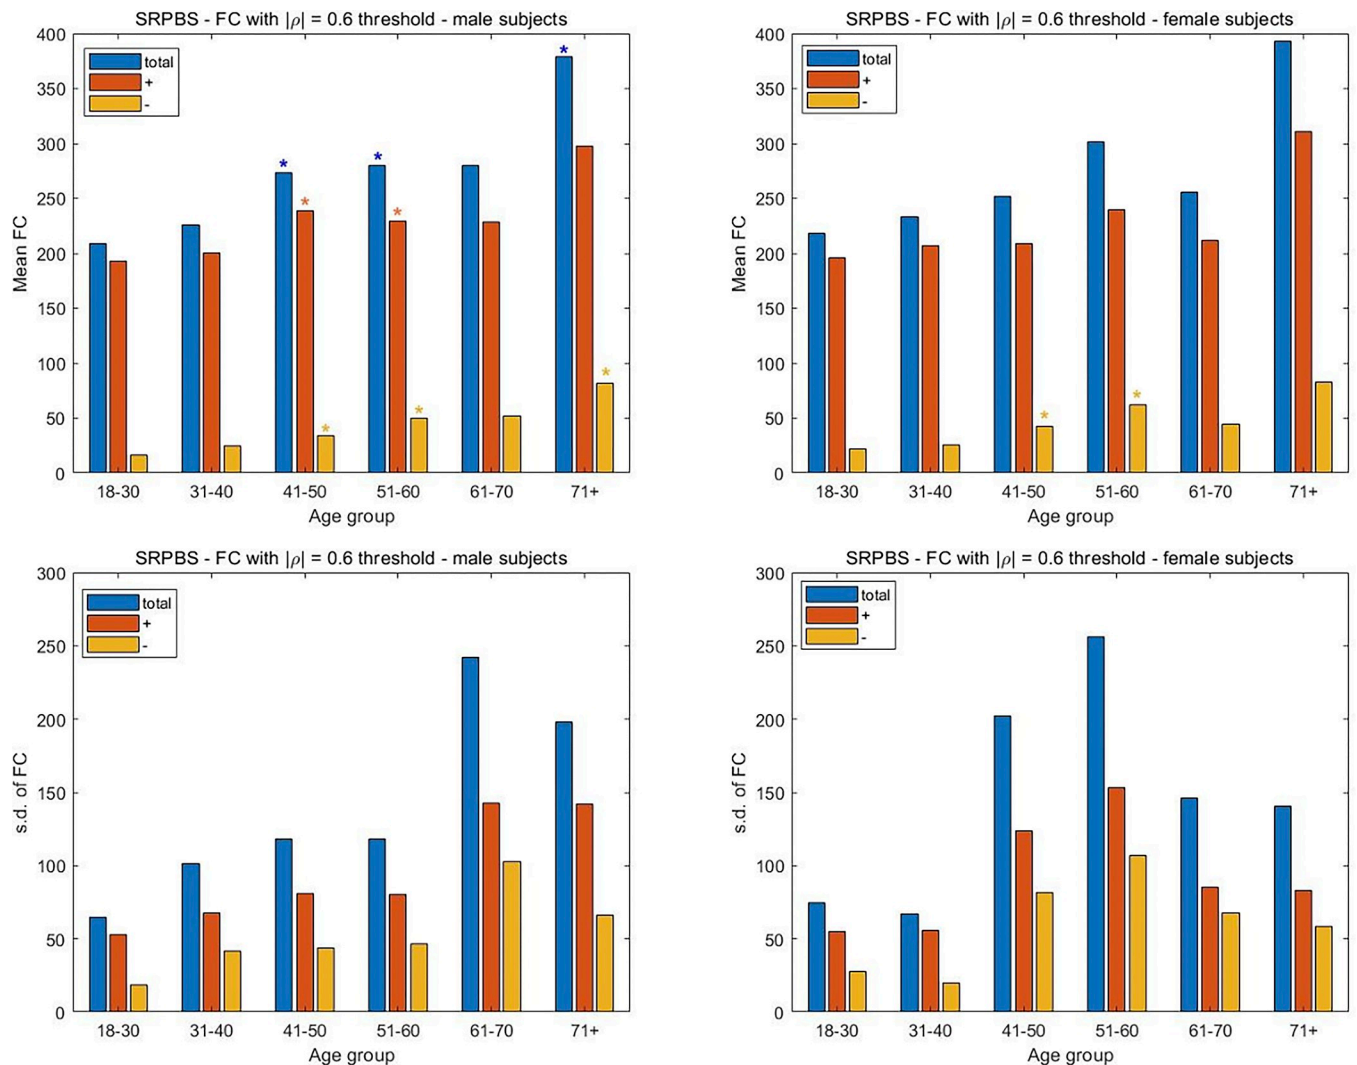 SRPBS - FC with |ρ| = 0.6 threshold - male subjects
400
350
300
250
200
150
100
50
0
Mean FC
total
+
-
*
*
*
*
*
*
*
*
*
18-30 31-40 41-50 51-60 61-70 71+
Age group
SRPBS - FC with |ρ| = 0.6 threshold - female subjects
400
350
300
250
200
150
100
50
0
Mean FC
total
+
-
*
*
18-30 31-40 41-50 51-60 61-70 71+
Age group
SRPBS - FC with |ρ| = 0.6 threshold - male subjects
300
250
200
150
100
50
0
s.d. of FC
total
+
-
18-30 31-40 41-50 51-60 61-70 71+
Age group
SRPBS - FC with |ρ| = 0.6 threshold - female subjects
300
250
200
150
100
50
0
s.d. of FC
total
+
-
18-30 31-40 41-50 51-60 61-70 71+
Age group